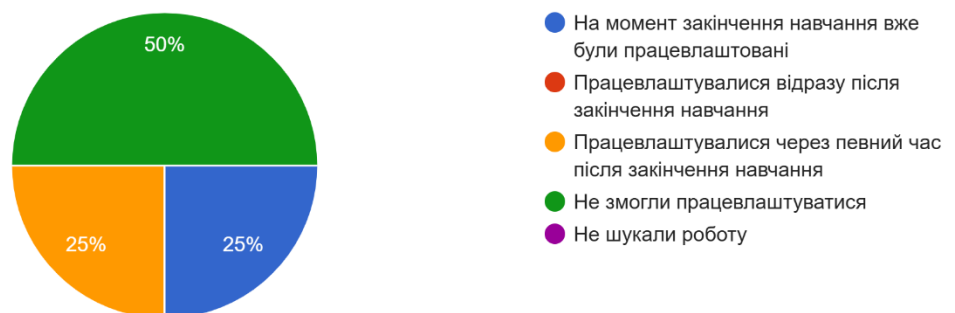 50%
25%
25%
На момент закінчення навчання вже
були працевлаштовані
Працевлаштувалися відразу після
закінчення навчання
Працевлаштувалися через певний час
після закінчення навчання
Не змогли працевлаштуватися
Не шукали роботу